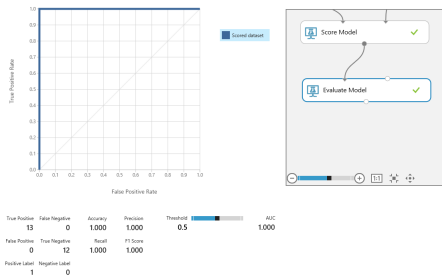 1.0
0.9
0.8
0.7
0.6
0.5
0.4
0.3
0.2
0.1
0.0
True Positive Rate
0.0 0.1 0.2 0.3 0.4 0.5 0.6 0.7 0.8 0.9 1.0
False Positive Rate
Scored dataset
Score Model
Evaluate Model
1:1
True Positive False Negative Accuracy Precision Threshold AUC
13 0 1.000 1.000 0.5 1.000
False Positive True Negative Recall F1 Score
0 12 1.000 1.000
Positive Label Negative Label
1 0